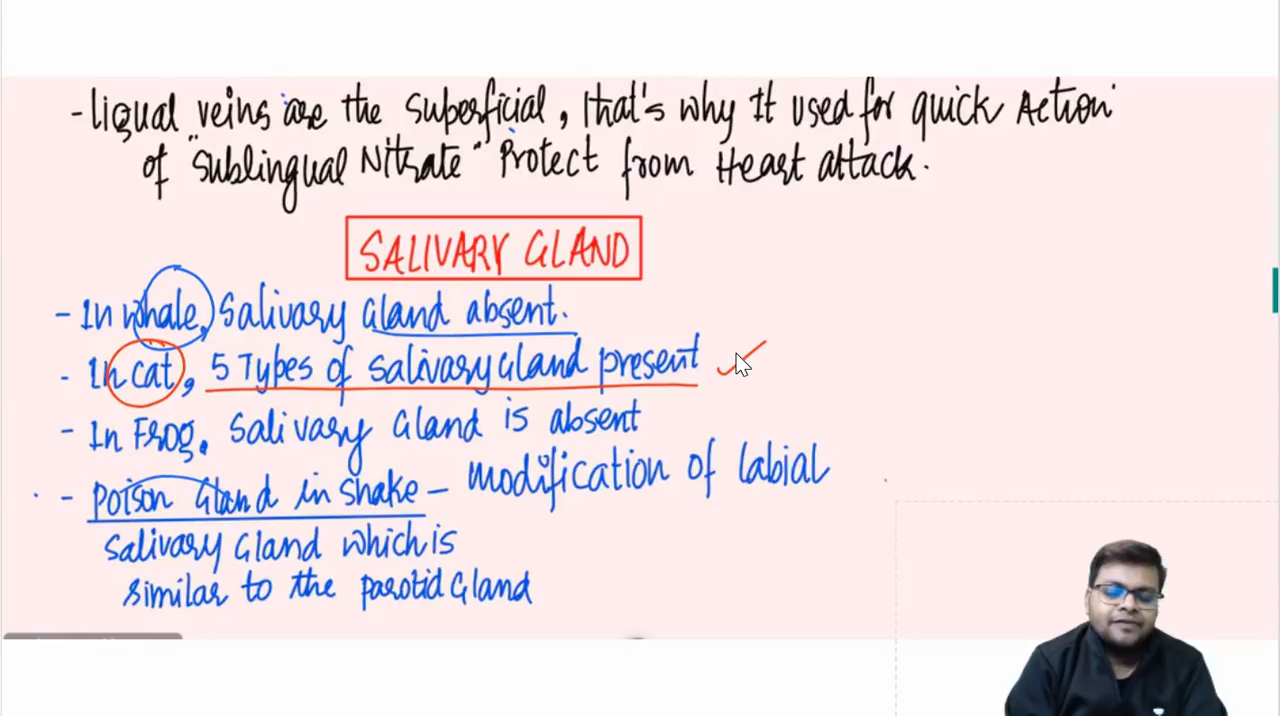 - liqual veins are the superficial, that's why It used for quick Action
of "Sublingual Nitrate" Protect from Heart attack.
SALIVARY GLAND
- In whale, Salivary Gland absent.
- In cat, 5 Types of Salivary Gland present
- In Frog, Salivary Gland is absent
- Poison Gland in Snake - modification of labial
Salivary Gland which is
similar to the parotid Gland